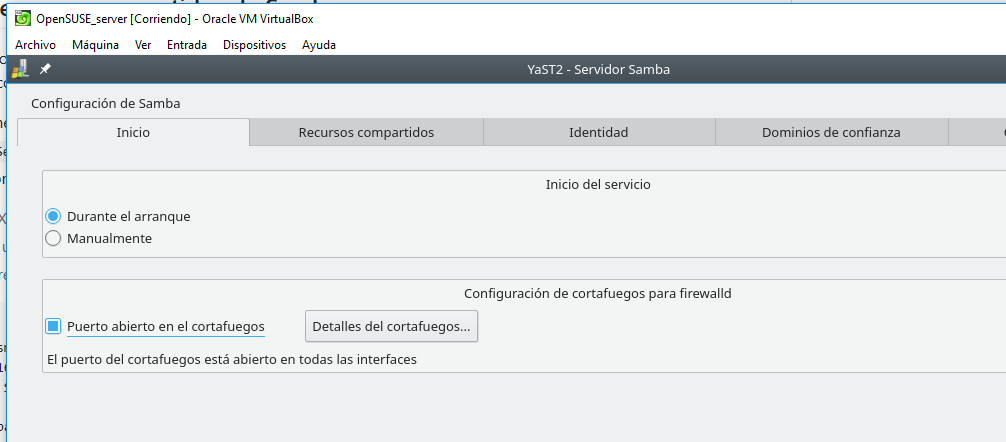 OpenSUSE_server [Corriendo] - Oracle VM VirtualBox
Archivo Máquina Ver Entrada Dispositivos Ayuda
YaST2 - Servidor Samba
Configuración de Samba
Inicio Recursos compartidos Identidad Dominios de confianza
Inicio del servicio
Durante el arranque
Manualmente
Configuración de cortafuegos para firewalld
Puerto abierto en el cortafuegos Detalles del cortafuegos...
El puerto del cortafuegos está abierto en todas las interfaces